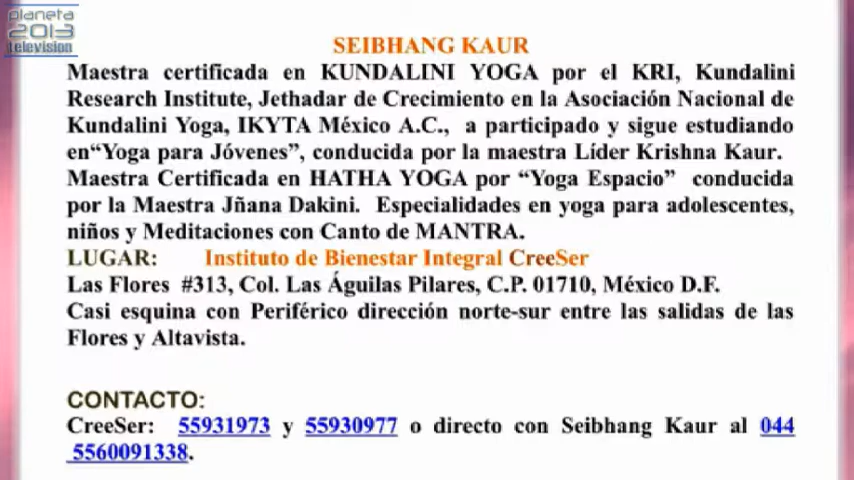 planeta
2013
television
SEIBHANG KAUR
Maestra certificada en KUNDALINI YOGA por el KRI, Kundalini
Research Institute, Jethadar de Crecimiento en la Asociación Nacional de
Kundalini Yoga, IKYTA México A.C., a participado y sigue estudiando
en“Yoga para Jóvenes”, conducida por la maestra Líder Krishna Kaur.
Maestra Certificada en HATHA YOGA por “Yoga Espacio” conducida
por la Maestra Jñana Dakini. Especialidades en yoga para adolescentes,
niños y Meditaciones con Canto de MANTRA.
LUGAR: Instituto de Bienestar Integral CreeSer
Las Flores #313, Col. Las Águilas Pilares, C.P. 01710, México D.F.
Casi esquina con Periférico dirección norte-sur entre las salidas de las
Flores y Altavista.
CONTACTO:
CreeSer: 55931973 y 55930977 o directo con Seibhang Kaur al 044
5560091338.